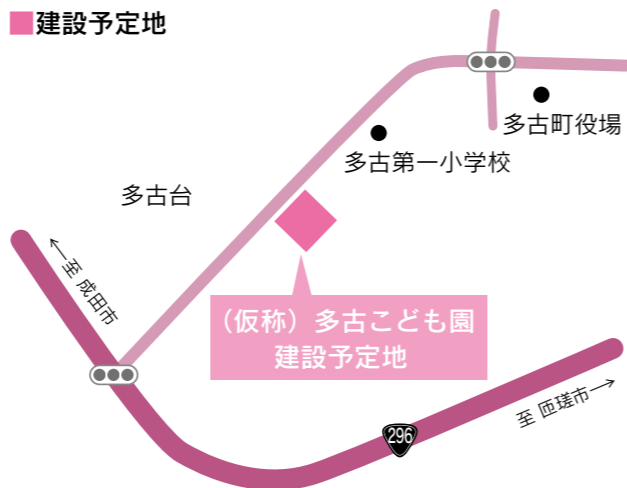 ■建設予定地
多古町役場
多古第一小学校
多古台
←至 成田市
（仮称）多古こども園
建設予定地
至 匝瑳市→
296